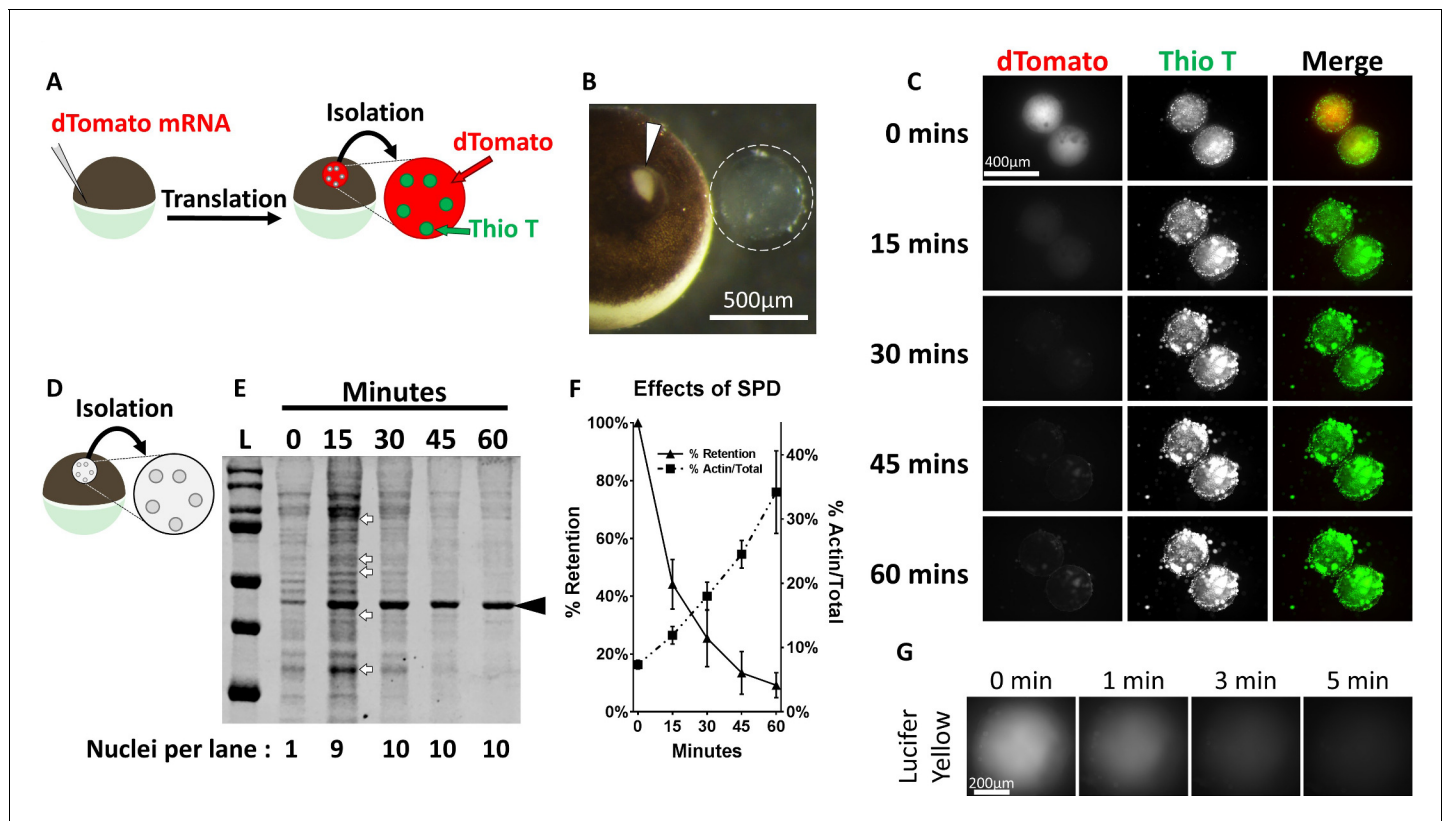 A
dTomato mRNA
Translation
Isolation
dTomato
Thio T
B
500µm
C
dTomato Thio T Merge
0 mins
400µm
15 mins
30 mins
45 mins
60 mins
D
Isolation
E
Minutes
L 0 15 30 45 60
Nuclei per lane : 1 9 10 10 10
F
Effects of SPD
% Retention
% Actin/Total
100%
80%
60%
40%
20%
0%
% Retention
40%
30%
20%
10%
0%
% Actin/Total
0 15 30 45 60
Minutes
G
0 min 1 min 3 min 5 min
Lucifer
Yellow
200µm